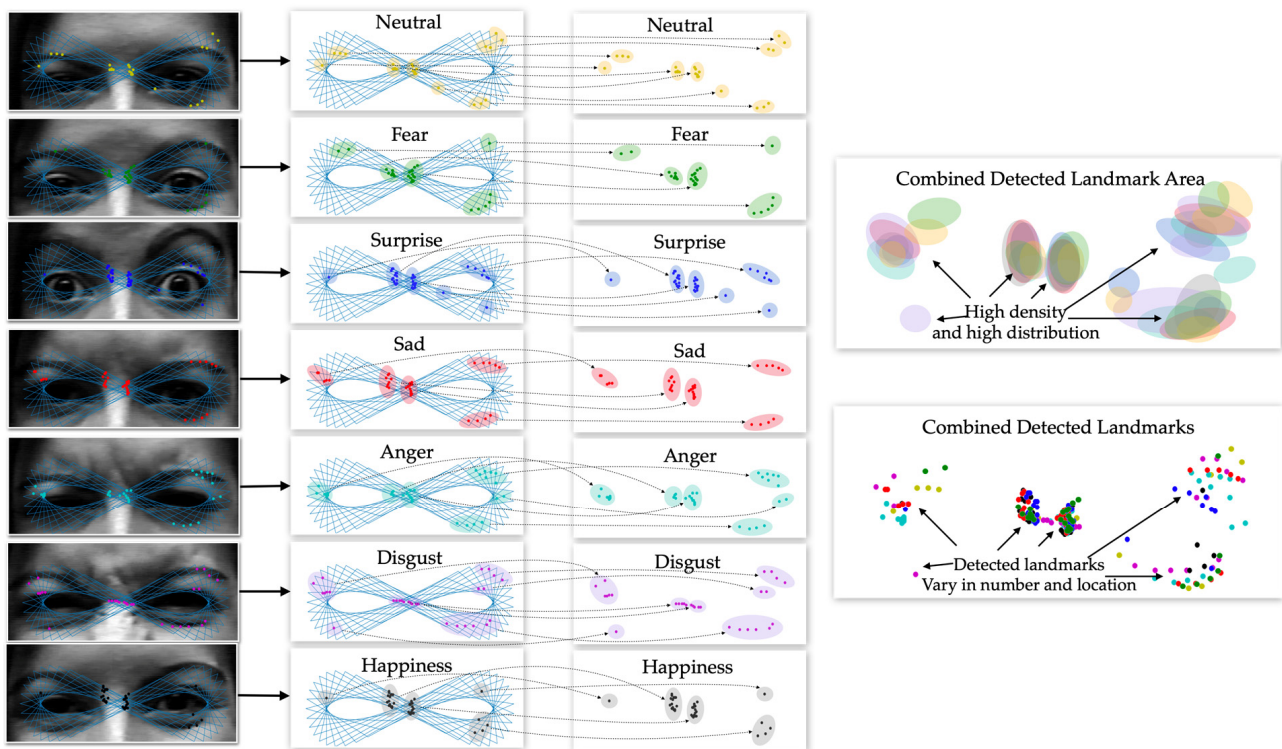 Neutral
Neutral
Fear
Fear
Surprise
Surprise
Sad
Sad
Anger
Anger
Disgust
Disgust
Happiness
Happiness
Combined Detected Landmark Area
High density
and high distribution
Combined Detected Landmarks
Detected landmarks
Vary in number and location